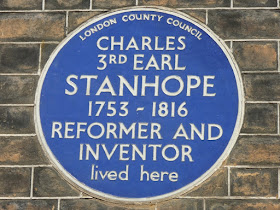 LONDON COUNTY COUNCIL
CHARLES
3RD EARL
STANHOPE
1753 - 1816
REFORMER AND
INVENTOR
lived here